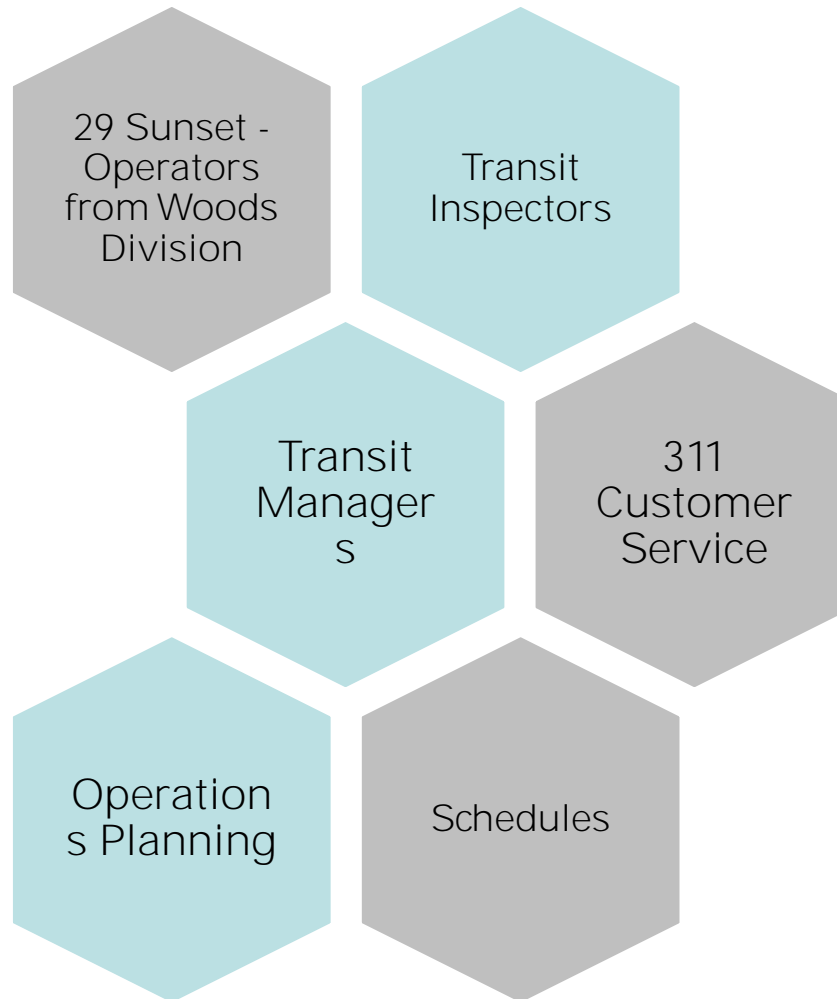 29 Sunset -
Operators
from Woods
Division
Transit
Inspectors
Transit
Manager
s
311
Customer
Service
Operation
s Planning
Schedules